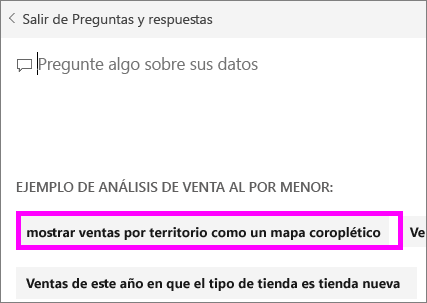 Salir de Preguntas y respuestas
Pregunte algo sobre sus datos
EJEMPLO DE ANÁLISIS DE VENTA AL POR MENOR:
mostrar ventas por territorio como un mapa coroplético
Ve
Ventas de este año en que el tipo de tienda es tienda nueva